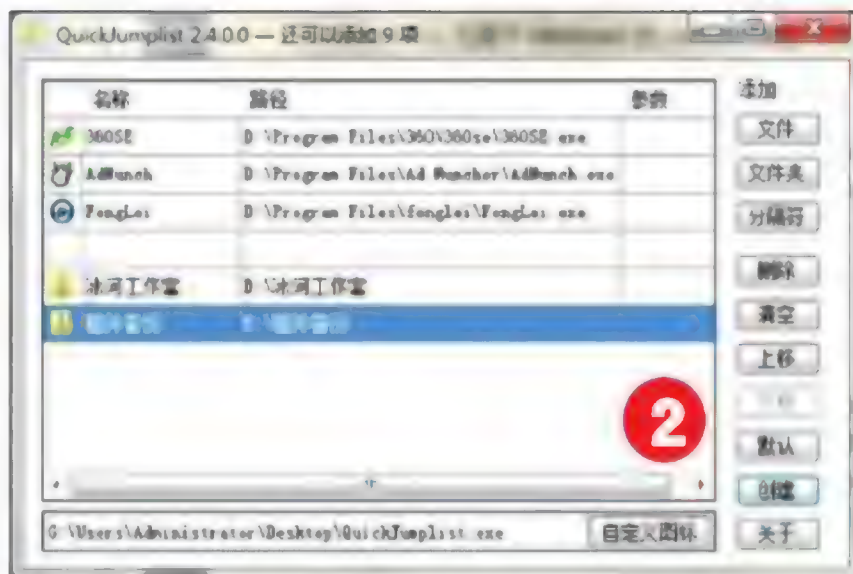 QuickJumplist 2.4.0.0 — 还可以添加 9 项
名称 路径 参数 添加
360SE D:\Program Files\360\360se\360SE.exe 文件
AdMunch D:\Program Files\Ad Muncher\AdMunch.exe 文件夹
FongLei D:\Program Files\fonglei\FongLei.exe 分隔符
删除
冰河工作室 D:\冰河工作室
清空
上移
2
默认
创建
G:\Users\Administrator\Desktop\QuickJumplist.exe 自定义图标 关于